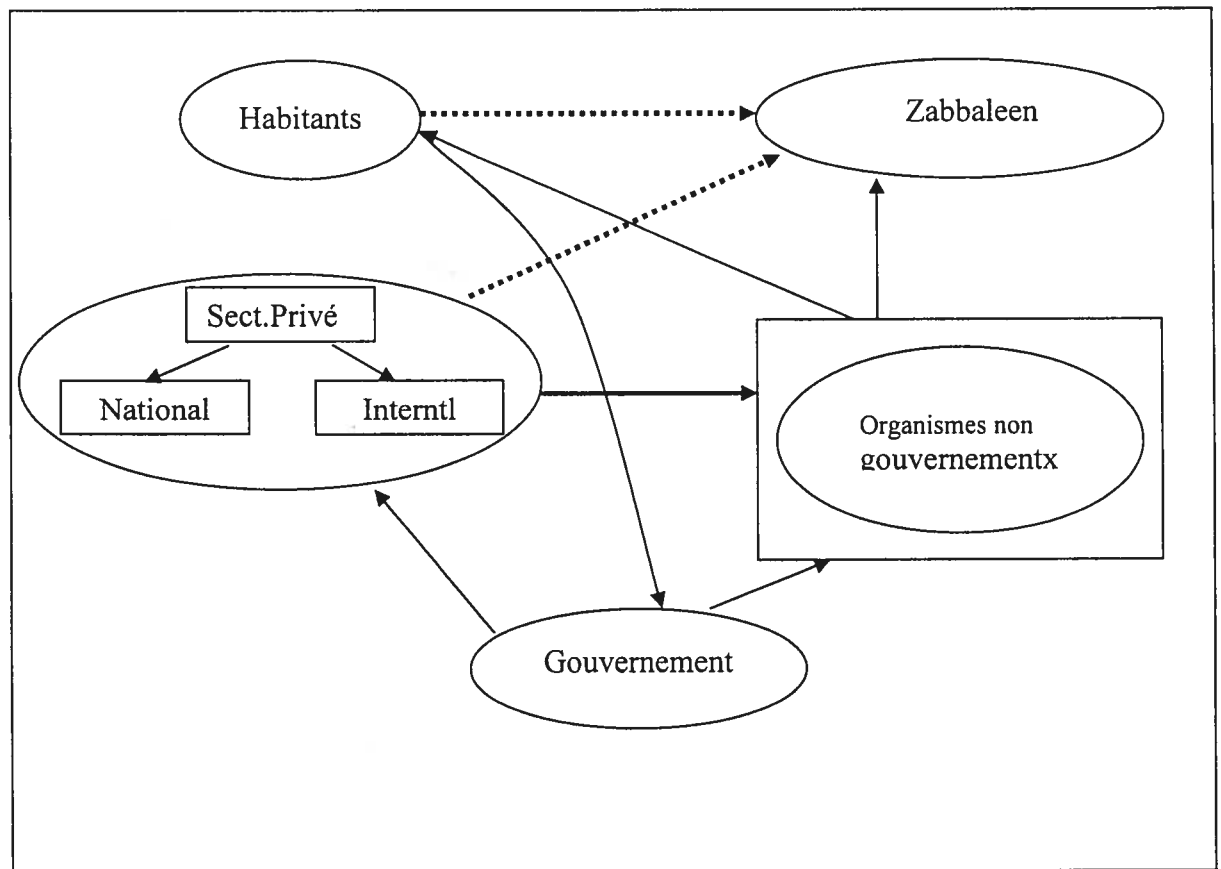 Habitants
Zabbaleen
Sect.Privé
National
Interntl
Organismes non
gouvernementx
Gouvernement